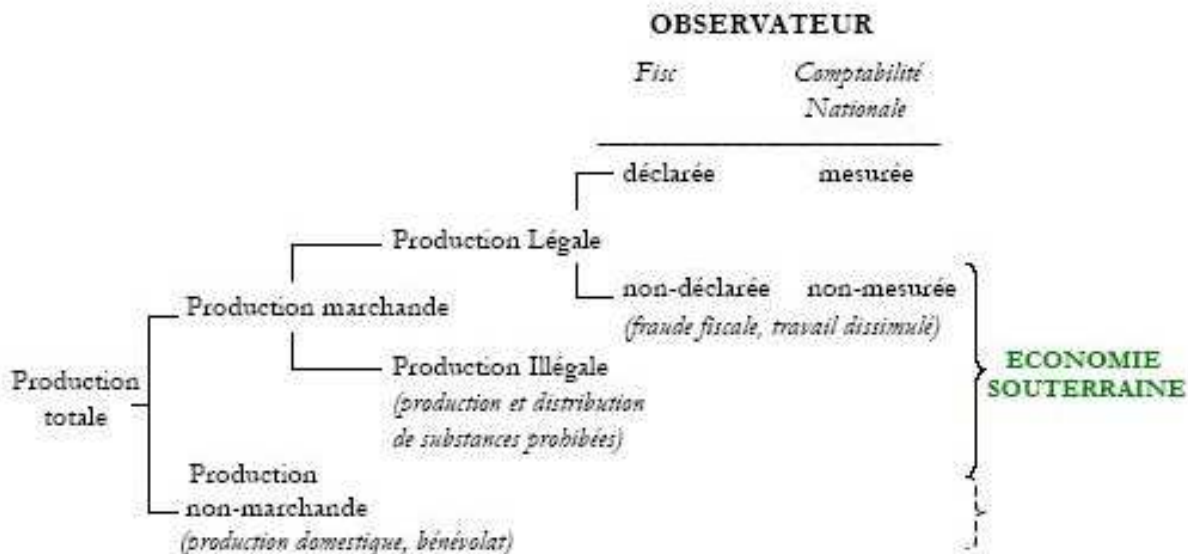 OBSERVATEUR
Fisc Comptabilité
Nationale
déclarée mesurée
Production Légale
non-déclarée non-mesurée
(fraude fiscale, travail dissimulé)
Production marchande
Production Illégale
(production et distribution
de substances prohibées)
ECONOMIE
SOUTERRAINE
Production
totale
Production
non-marchande
(production domestique, bénévolat)